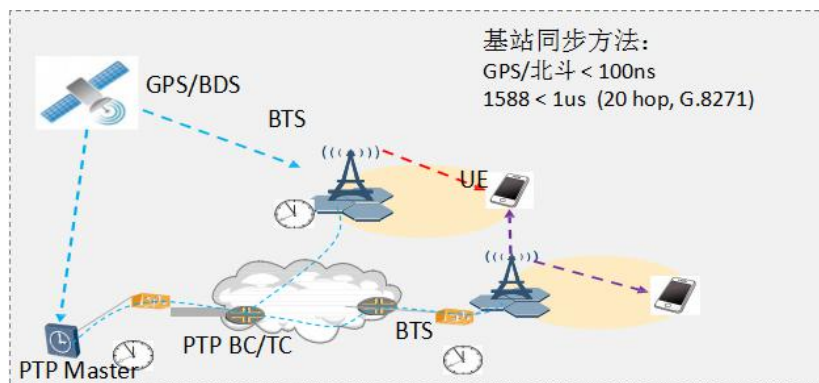 基站同步方法：
GPS/北斗 < 100ns
1588 < 1us (20 hop, G.8271)
GPS/BDS
BTS
UE
PTP BC/TC
BTS
PTP Master